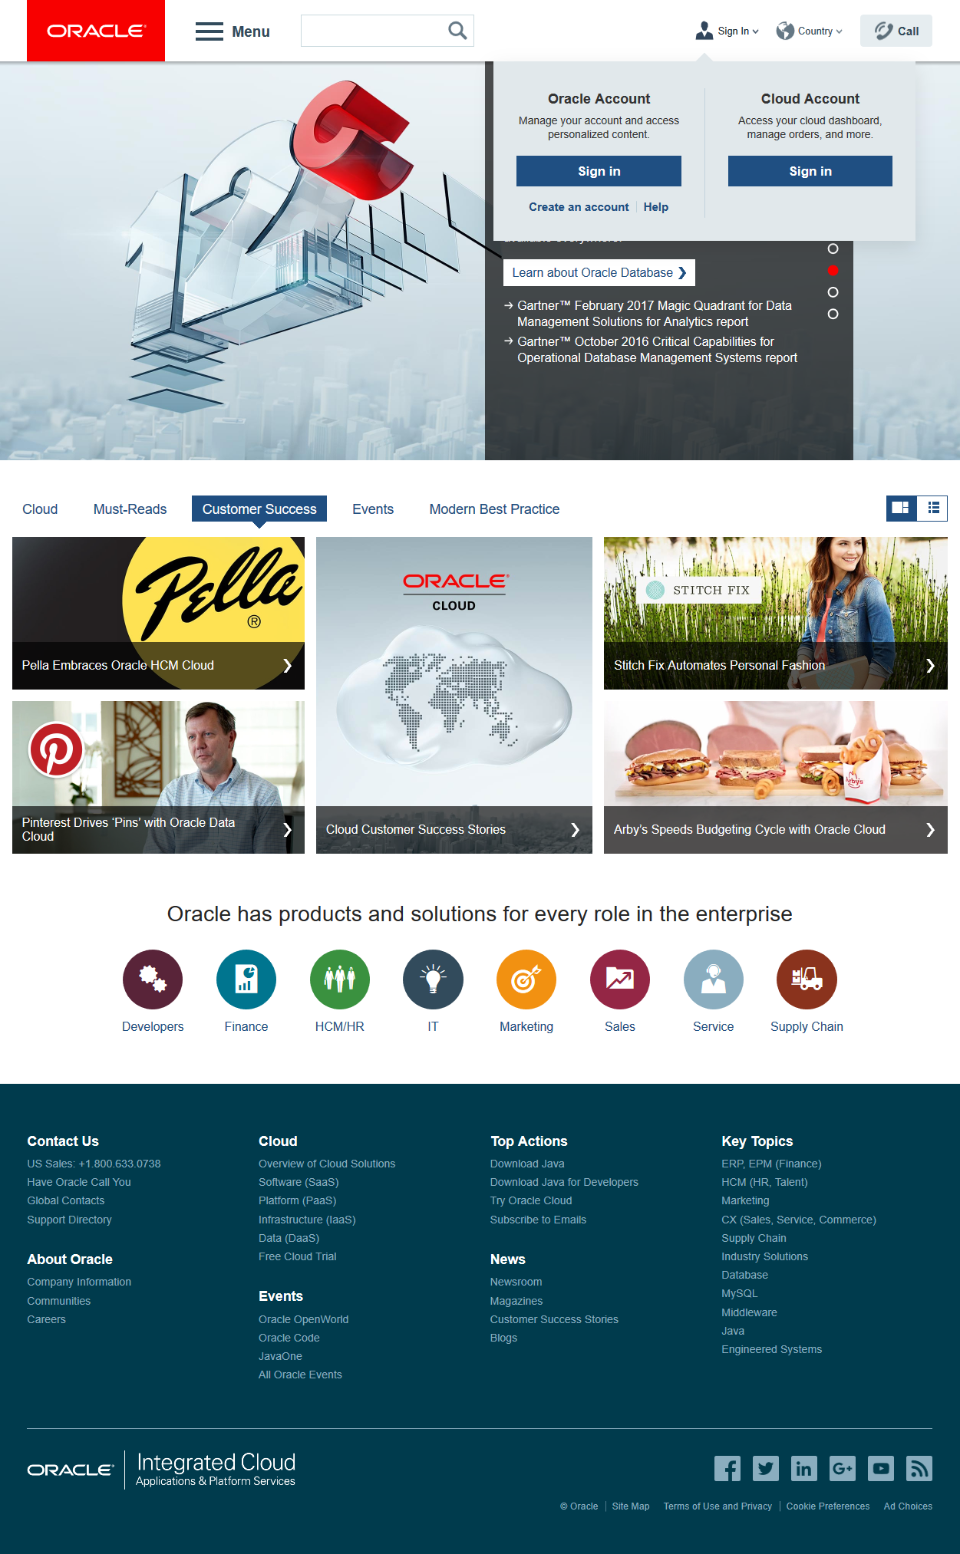 ORACLE
Menu
Sign In
Country
Call
Oracle Account
Manage your account and access
personalized content.
Sign in
Create an account
Help
Cloud Account
Access your cloud dashboard,
manage orders, and more.
Sign in
12c
Learn about Oracle Database
Gartner™ February 2017 Magic Quadrant for Data
Management Solutions for Analytics report
Gartner™ October 2016 Critical Capabilities for
Operational Database Management Systems report
Cloud
Must-Reads
Customer Success
Events
Modern Best Practice
Pella
®
Pella Embraces Oracle HCM Cloud
ORACLE®
CLOUD
Cloud Customer Success Stories
STITCH FIX
Stitch Fix Automates Personal Fashion
Pinterest Drives ‘Pins’ with Oracle Data
Cloud
Arby's
Arby’s Speeds Budgeting Cycle with Oracle Cloud
Oracle has products and solutions for every role in the enterprise
Developers
Finance
HCM/HR
IT
Marketing
Sales
Service
Supply Chain
Contact Us
US Sales: +1.800.633.0738
Have Oracle Call You
Global Contacts
Support Directory
About Oracle
Company Information
Communities
Careers
Cloud
Overview of Cloud Solutions
Software (SaaS)
Platform (PaaS)
Infrastructure (IaaS)
Data (DaaS)
Free Cloud Trial
Events
Oracle OpenWorld
Oracle Code
JavaOne
All Oracle Events
Top Actions
Download Java
Download Java for Developers
Try Oracle Cloud
Subscribe to Emails
News
Newsroom
Magazines
Customer Success Stories
Blogs
Key Topics
ERP, EPM (Finance)
HCM (HR, Talent)
Marketing
CX (Sales, Service, Commerce)
Supply Chain
Industry Solutions
Database
MySQL
Middleware
Java
Engineered Systems
ORACLE®
Integrated Cloud
Applications & Platform Services
© Oracle
Site Map
Terms of Use and Privacy
Cookie Preferences
Ad Choices